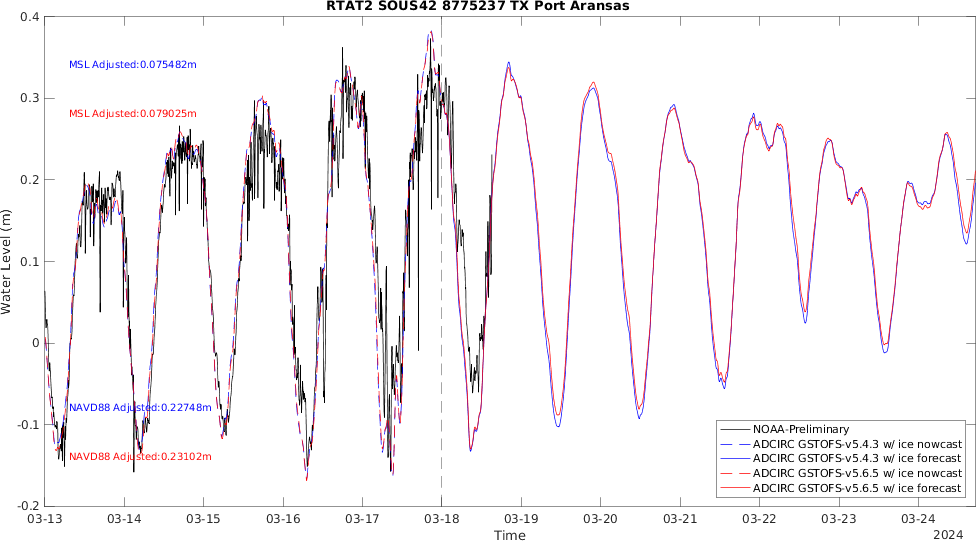 RTAT2 SOUS42 8775237 TX Port Aransas
0.4
0.3
0.2
0.1
0
-0.1
-0.2
Water Level (m)
MSL Adjusted:0.075482m
MSL Adjusted:0.079025m
NAVD88 Adjusted:0.22748m
NAVD88 Adjusted:0.23102m
NOAA-Preliminary
ADCIRC GSTOFS-v5.4.3 w/ ice nowcast
ADCIRC GSTOFS-v5.4.3 w/ ice forecast
ADCIRC GSTOFS-v5.6.5 w/ ice nowcast
ADCIRC GSTOFS-v5.6.5 w/ ice forecast
03-13 03-14 03-15 03-16 03-17 03-18 03-19 03-20 03-21 03-22 03-23 03-24
Time
2024